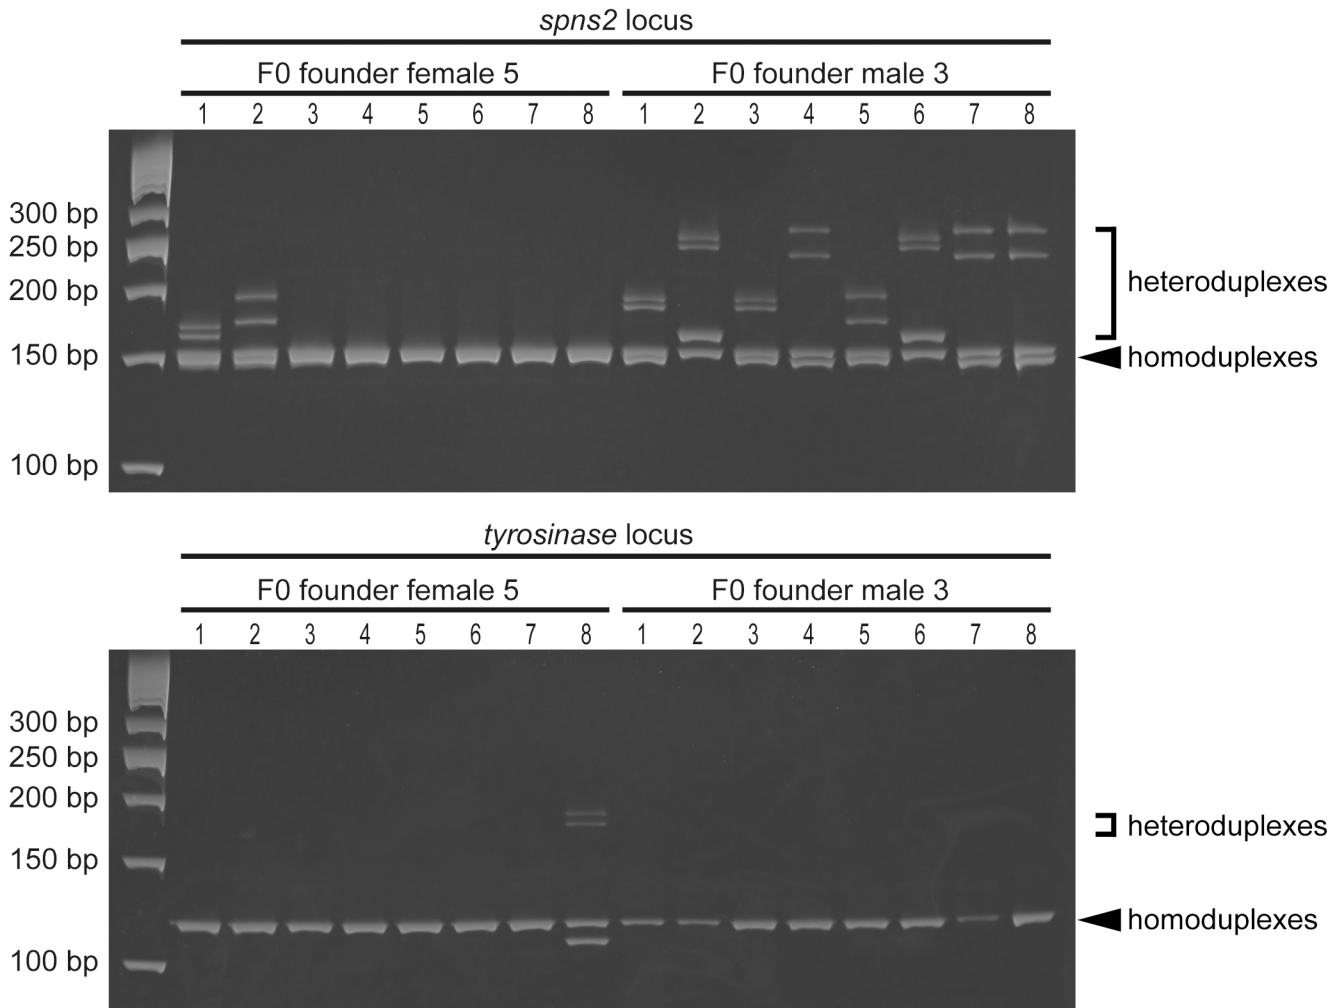 spns2 locus
F0 founder female 5 F0 founder male 3
1 2 3 4 5 6 7 8 1 2 3 4 5 6 7 8
300 bp
250 bp
heteroduplexes
200 bp
150 bp homoduplexes
100 bp
tyrosinase locus
F0 founder female 5 F0 founder male 3
1 2 3 4 5 6 7 8 1 2 3 4 5 6 7 8
300 bp
250 bp
200 bp
heteroduplexes
150 bp
homoduplexes
100 bp